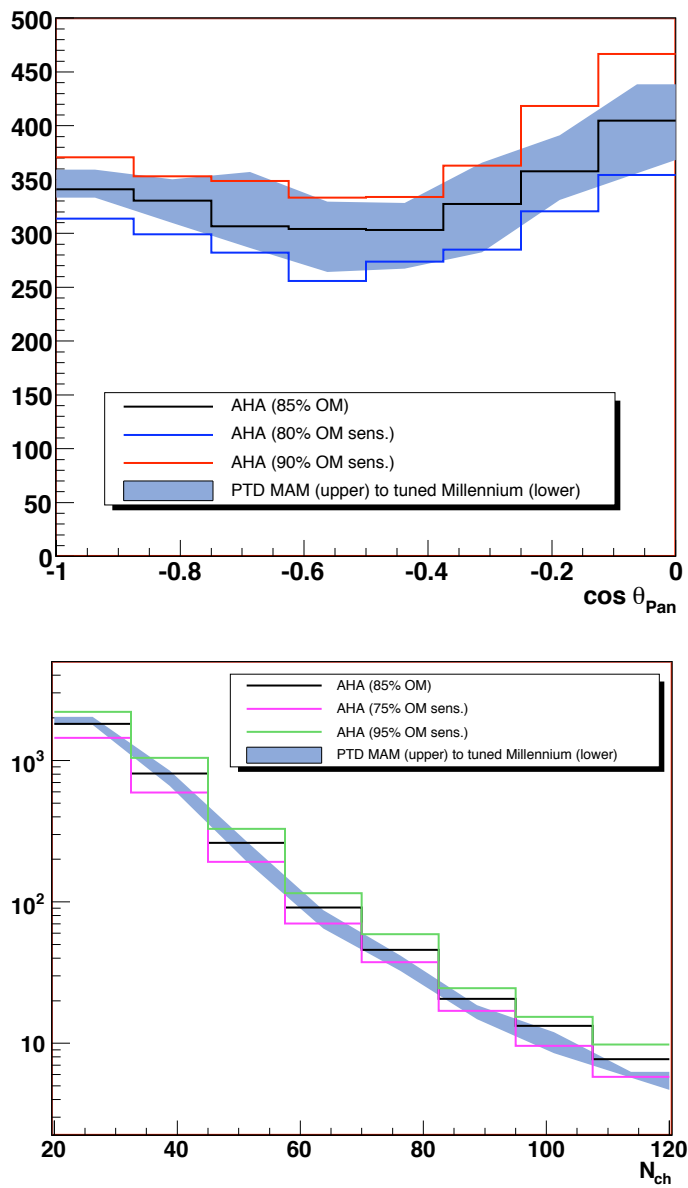 500
450
400
350
300
250
200
150
100
50
0
AHA (85% OM)
AHA (80% OM sens.)
AHA (90% OM sens.)
PTD MAM (upper) to tuned Millennium (lower)
-1 -0.8 -0.6 -0.4 -0.2 0
cos θPan
AHA (85% OM)
AHA (75% OM sens.)
AHA (95% OM sens.)
PTD MAM (upper) to tuned Millennium (lower)
10³
10²
10
20 40 60 80 100 120
Nch